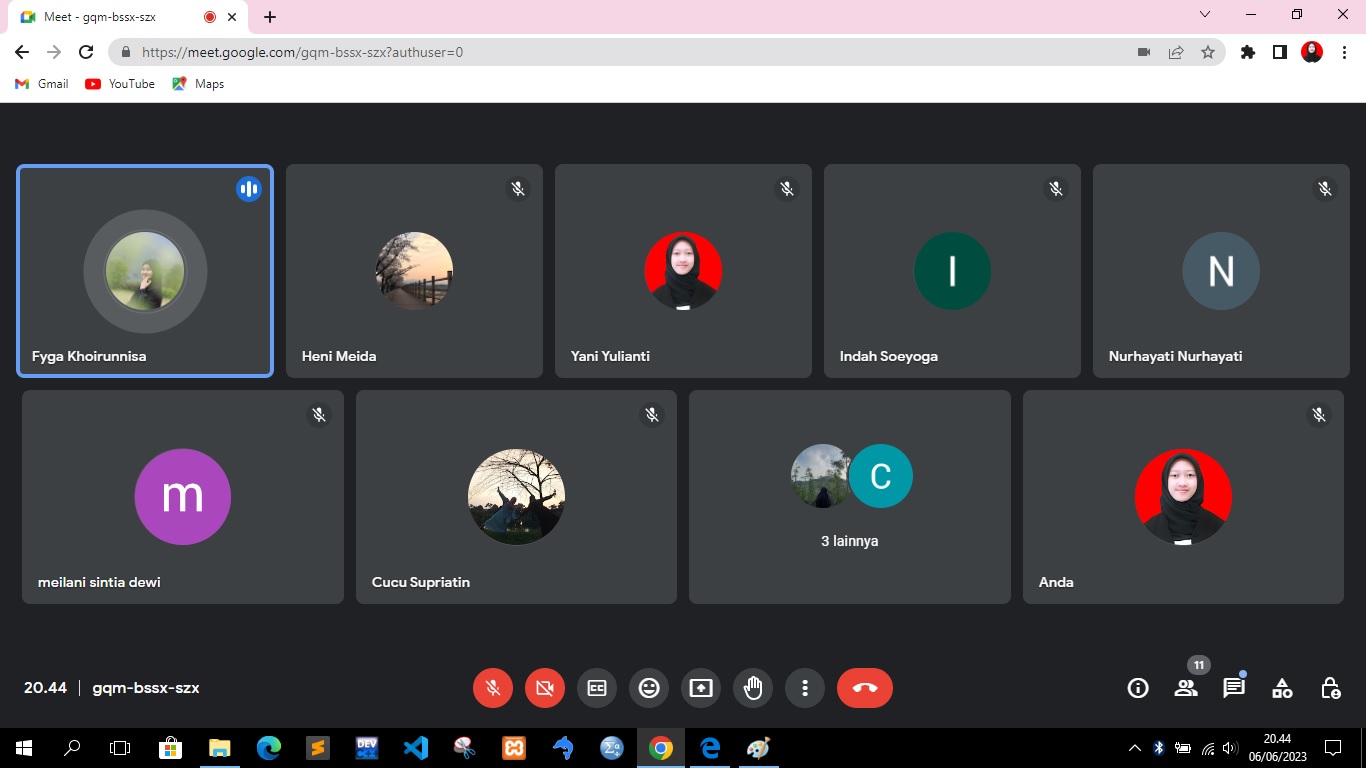 Meet - gqm-bssx-szx
https://meet.google.com/gqm-bssx-szx?authuser=0
Gmail
YouTube
Maps
Fyga Khoirunnisa
Heni Meida
Yani Yulianti
I
Indah Soeyoga
N
Nurhayati Nurhayati
m
meilani sintia dewi
Cucu Supriatin
C
3 lainnya
Anda
20.44 | gqm-bssx-szx
CC
11
DEV
C++
20.44
06/06/2023